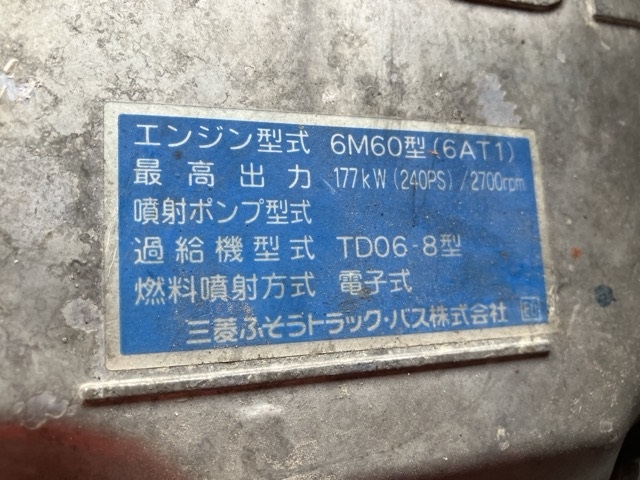 エンジン型式 6M60型(6AT1)
最高出力 177kW(240PS)/2700rpm
噴射ポンプ型式
過給機型式 TD06-8型
燃料噴射方式 電子式
三菱ふそうトラック・バス株式会社